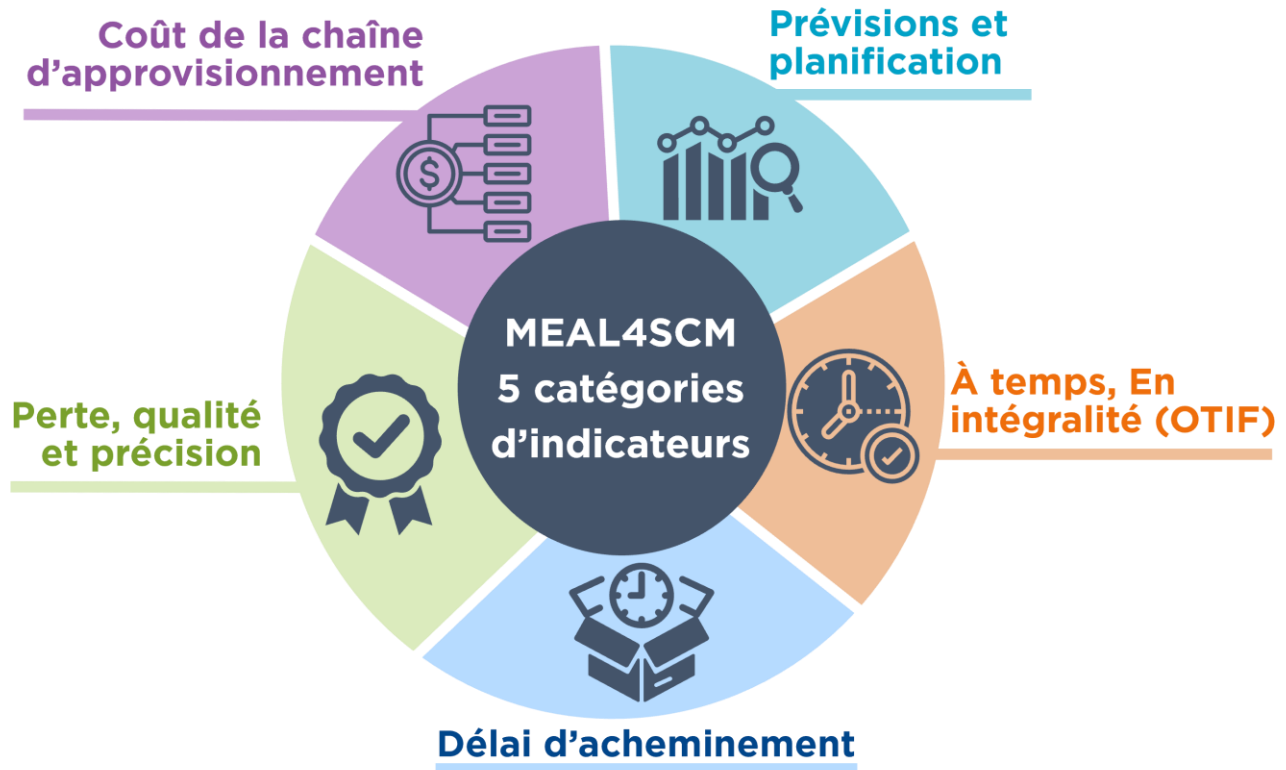 Coût de la chaîne
d'approvisionnement
Prévisions et
planification
MEAL4SCM
5 catégories
d'indicateurs
À temps, En
intégralité (OTIF)
Perte, qualité
et précision
Délai d'acheminement
$